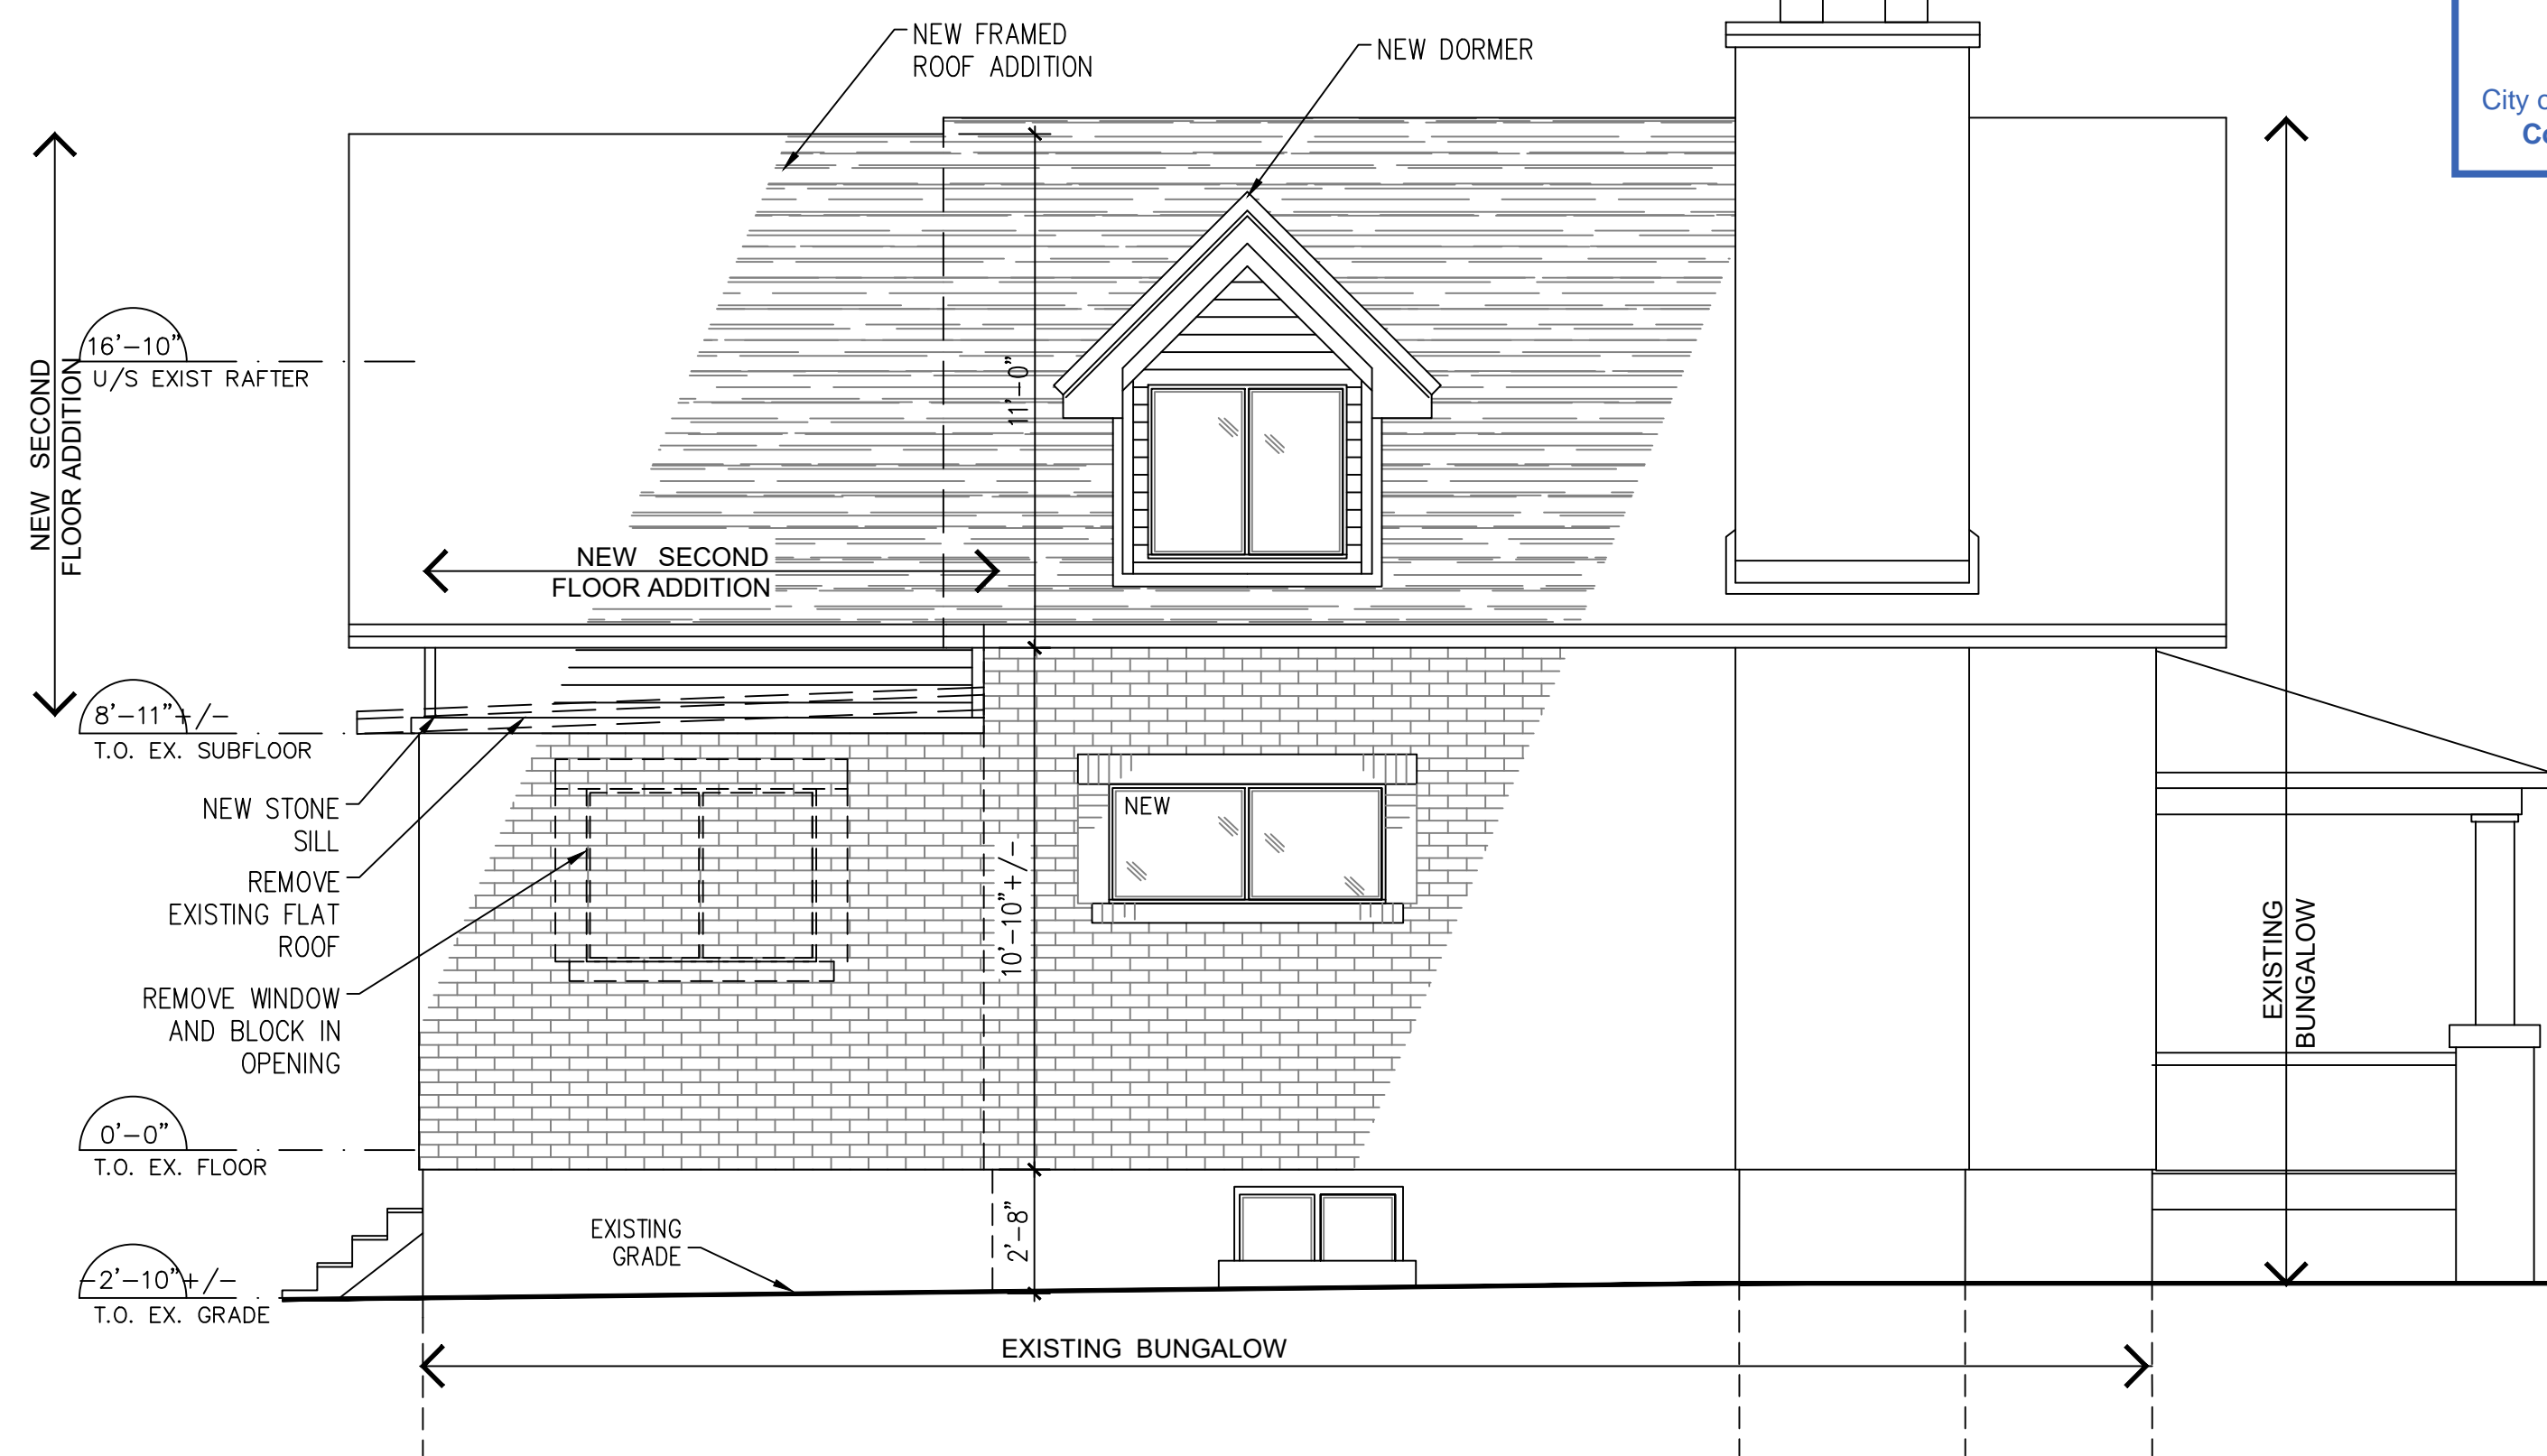 NEW FRAMED
ROOF ADDITION
NEW DORMER
City o
Co
NEW SECOND
FLOOR ADDITION
16'-10"
U/S EXIST RAFTER
11'-0"
NEW SECOND
FLOOR ADDITION
8'-11"+/-
T.O. EX. SUBFLOOR
NEW STONE
SILL
REMOVE
EXISTING FLAT
ROOF
REMOVE WINDOW
AND BLOCK IN
OPENING
NEW
10'-10"+/-
EXISTING
BUNGALOW
0'-0"
T.O. EX. FLOOR
EXISTING
GRADE
2'-8"
-2'-10"+/-
T.O. EX. GRADE
EXISTING BUNGALOW